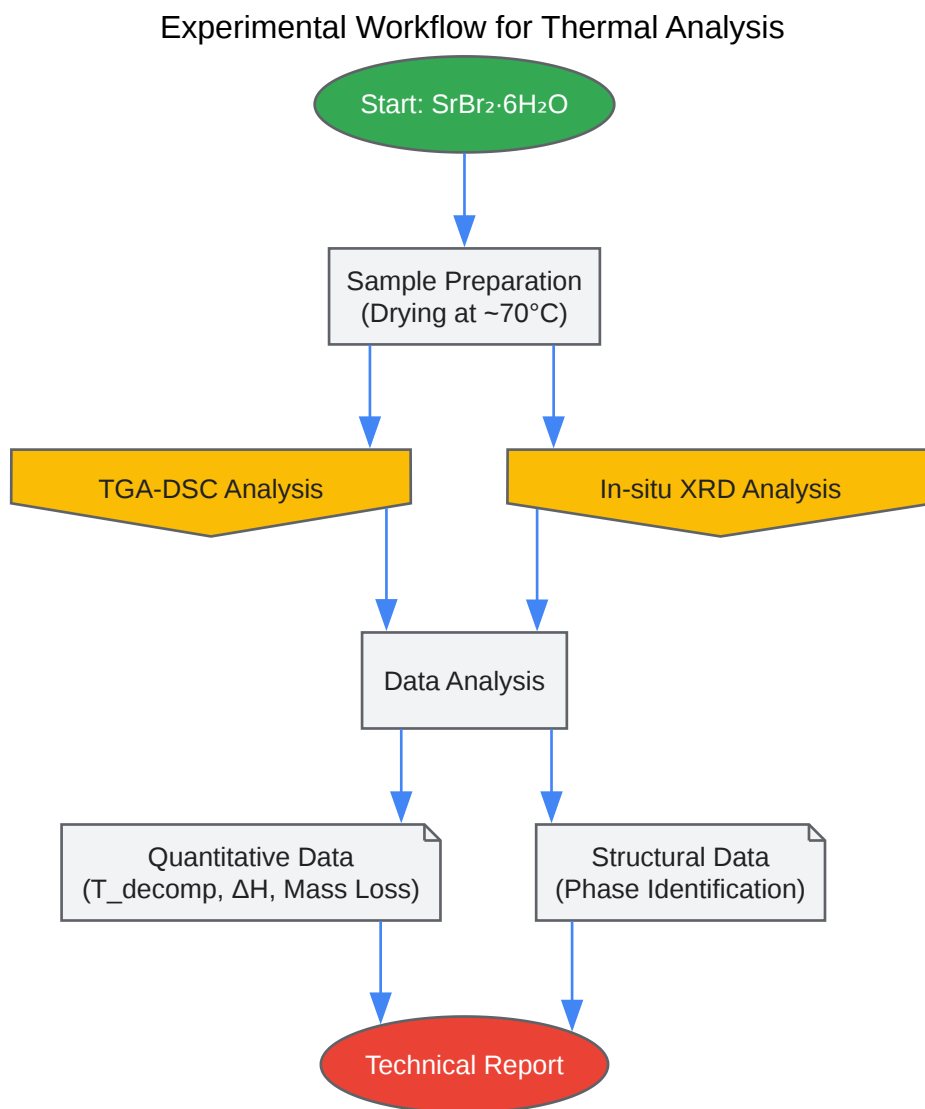 Experimental Workflow for Thermal Analysis
Start: SrBr₂·6H₂O
Sample Preparation
(Drying at ~70°C)
TGA-DSC Analysis
In-situ XRD Analysis
Data Analysis
Quantitative Data
(T_decomp, ΔH, Mass Loss)
Structural Data
(Phase Identification)
Technical Report